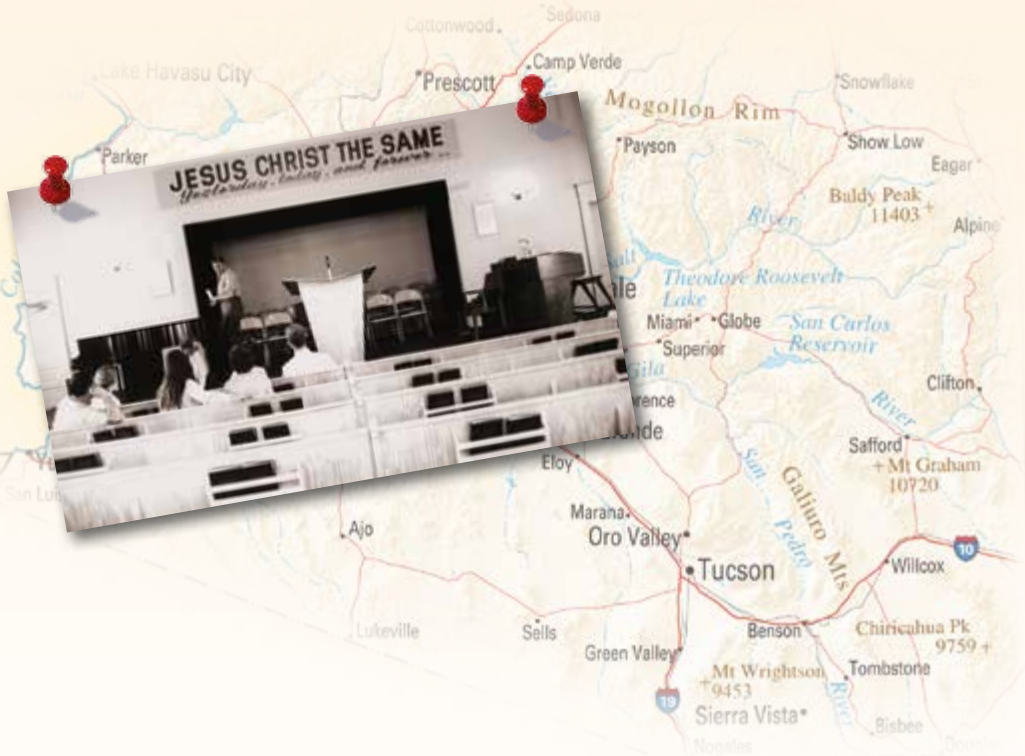 Sedona
Cottonwood
Camp Verde
Lake Havasu City
Prescott
Snowflake
Mogollon Rim
Parker
Payson
Show Low
Eagar
JESUS CHRIST THE SAME
Yesterday, today, and forever
Baldy Peak
11403
River
Alpine
Theodore Roosevelt
Lake
Miami
Globe
San Carlos
Reservoir
Superior
Gila
Clifton
River
Safford
Mt Graham
10720
Eloy
San
Pedro
Galiuro Mts
Marana
Oro Valley
Ajo
Tucson
10
Willcox
Lukeville
Sells
Benson
Chiricahua Pk
9759
Green Valley
Mt Wrightson
9453
Tombstone
19
River
Sierra Vista
Bisbee
Nogales